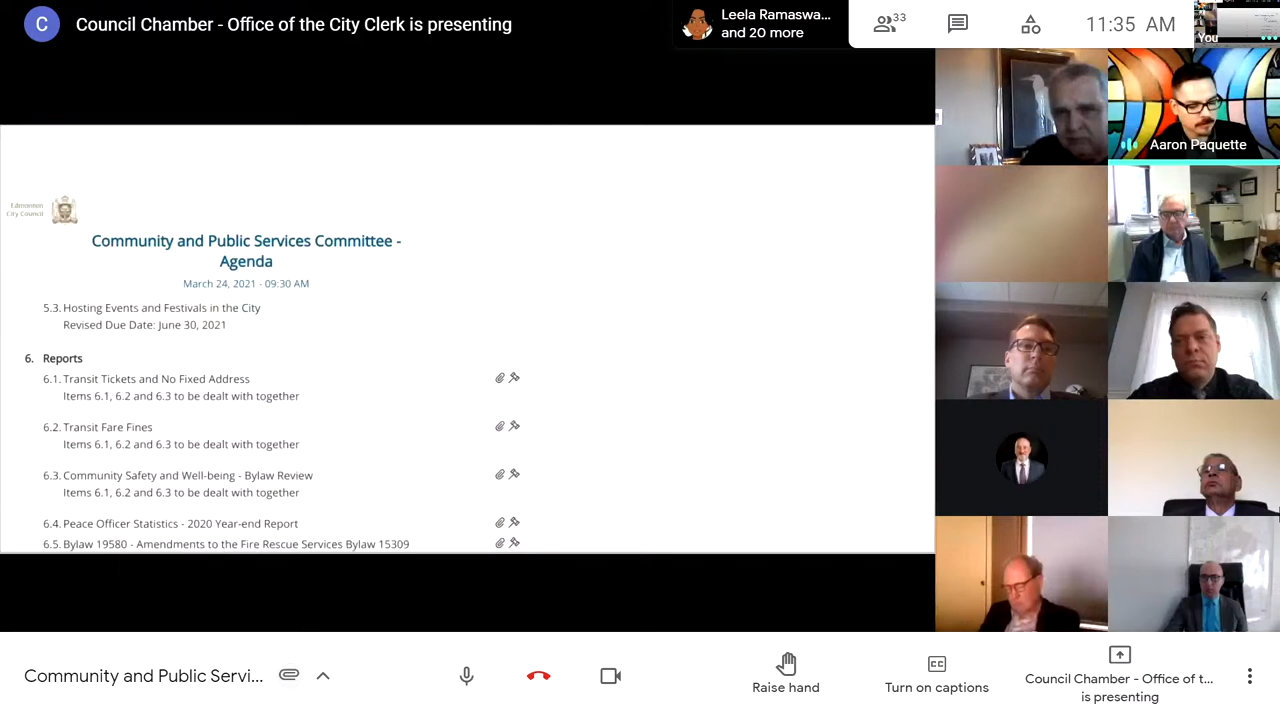 C
Council Chamber - Office of the City Clerk is presenting
Leela Ramaswa...
and 20 more
33
11:35 AM
You
Aaron Paquette
Edmonton
City Council
Community and Public Services Committee -
Agenda
March 24, 2021 - 09:30 AM
5.3. Hosting Events and Festivals in the City
Revised Due Date: June 30, 2021
6. Reports
6.1. Transit Tickets and No Fixed Address
Items 6.1, 6.2 and 6.3 to be dealt with together
6.2. Transit Fare Fines
Items 6.1, 6.2 and 6.3 to be dealt with together
6.3. Community Safety and Well-being - Bylaw Review
Items 6.1, 6.2 and 6.3 to be dealt with together
6.4. Peace Officer Statistics - 2020 Year-end Report
6.5. Bylaw 19580 - Amendments to the Fire Rescue Services Bylaw 15309
Community and Public Servi...
Raise hand
CC
Turn on captions
Council Chamber - Office of t...
is presenting